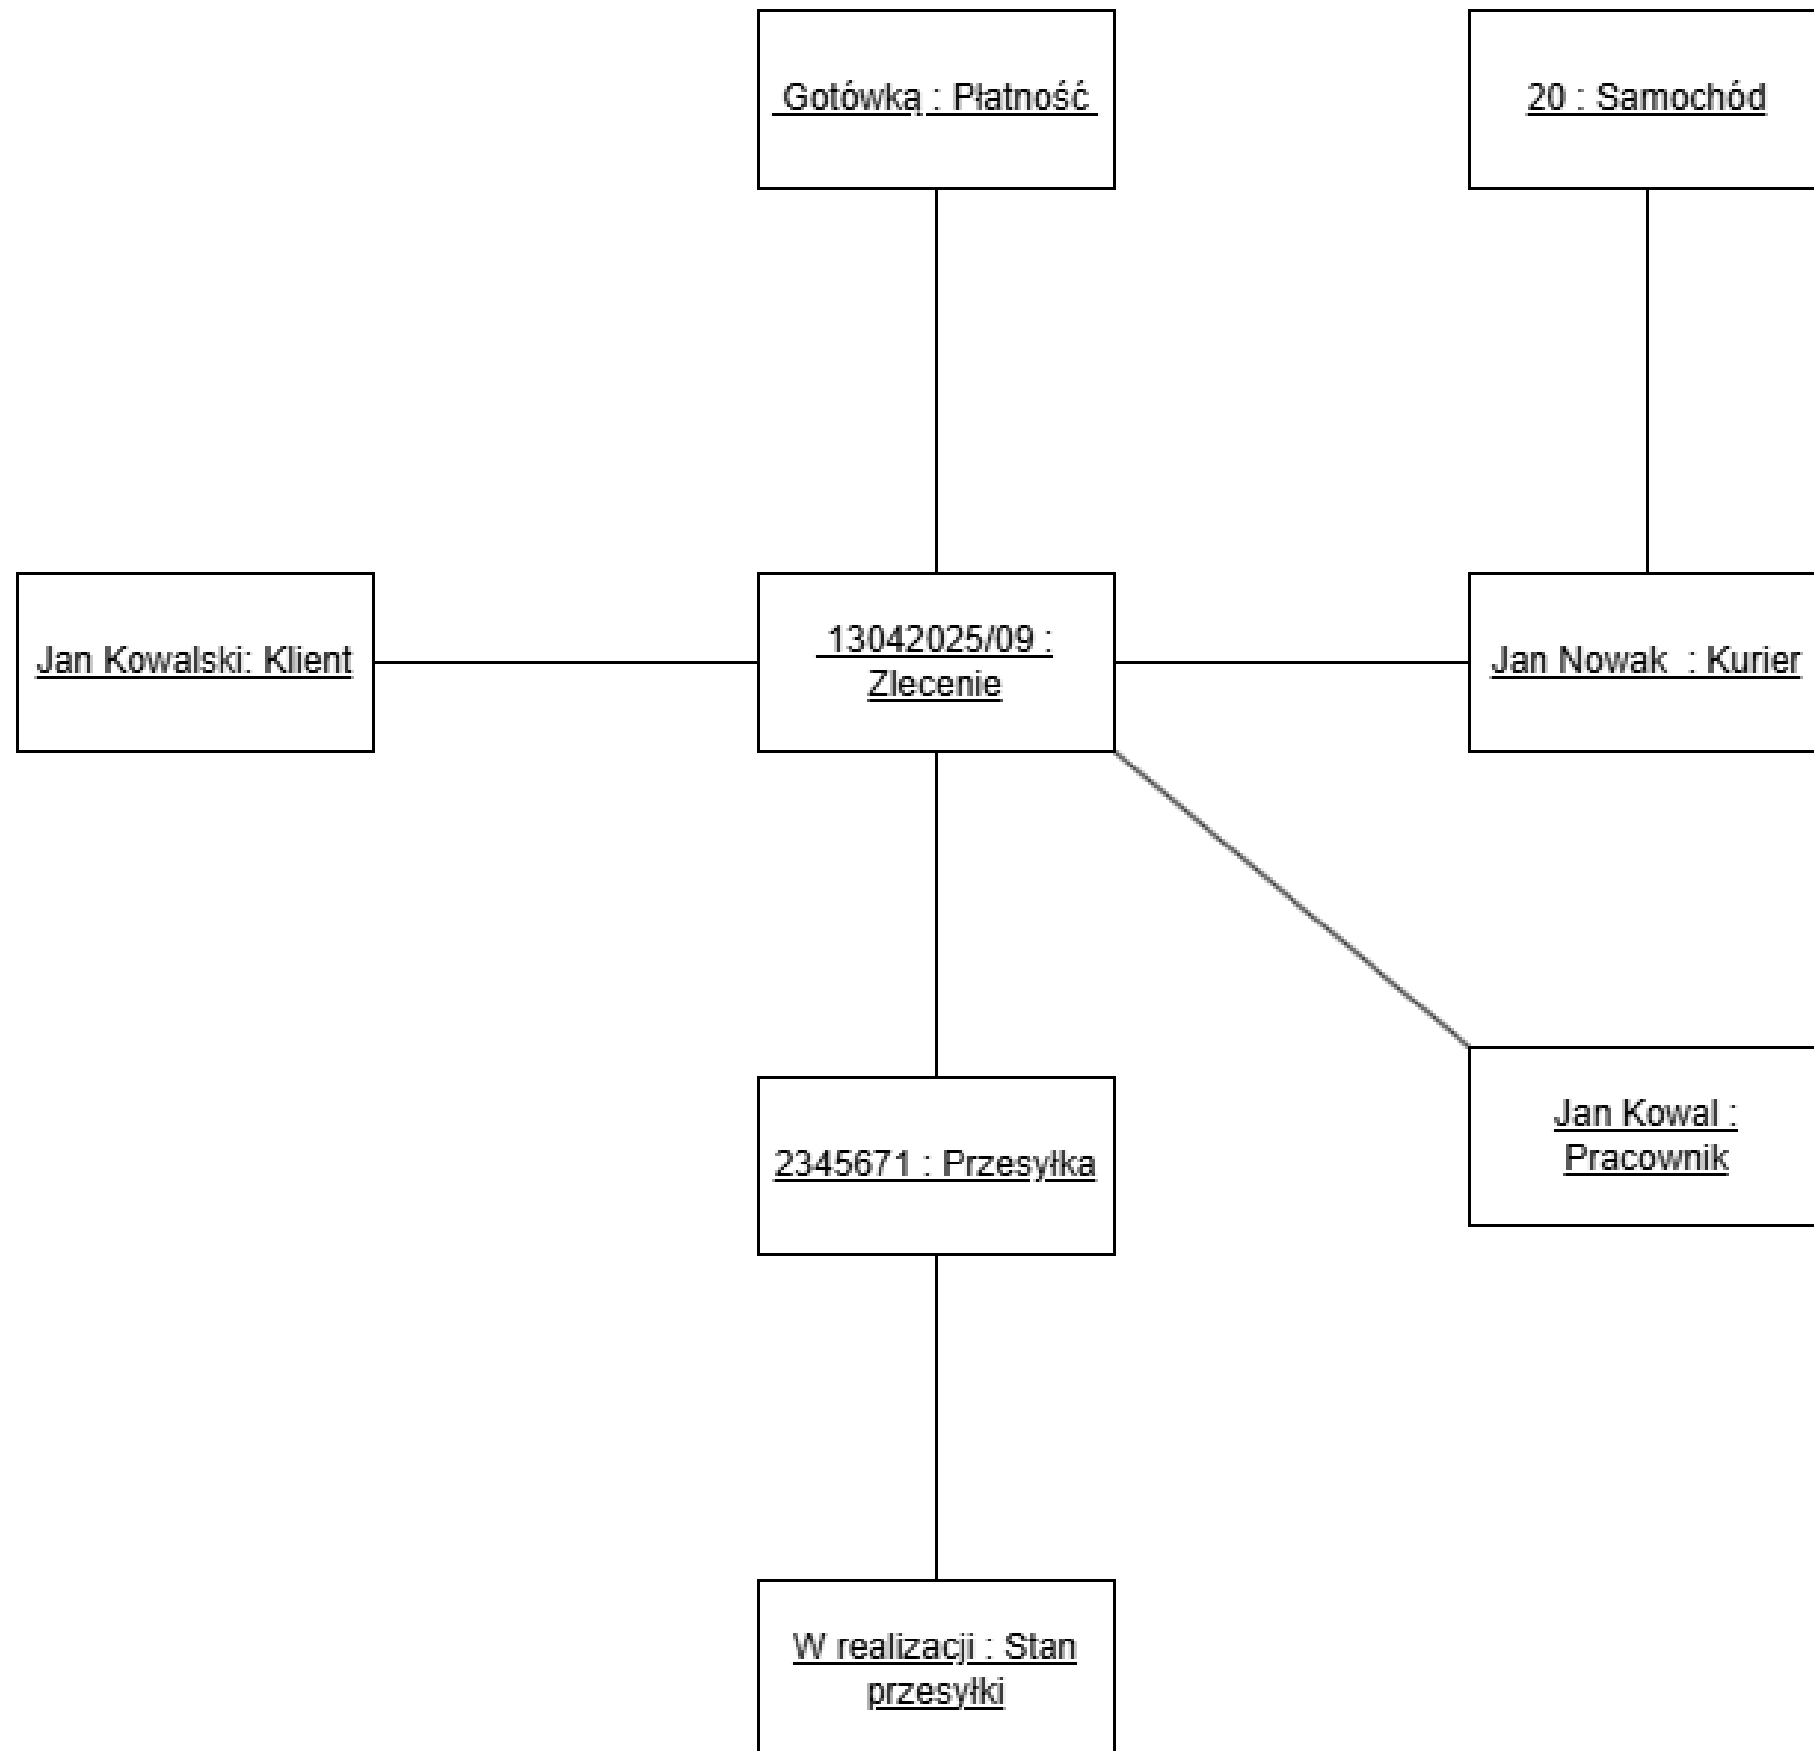 Gotówką : Płatność
20 : Samochód
Jan Kowalski: Klient
13042025/09 :
Zlecenie
Jan Nowak  : Kurier
2345671 : Przesyłka
Jan Kowal :
Pracownik
W realizacji : Stan
przesyłki